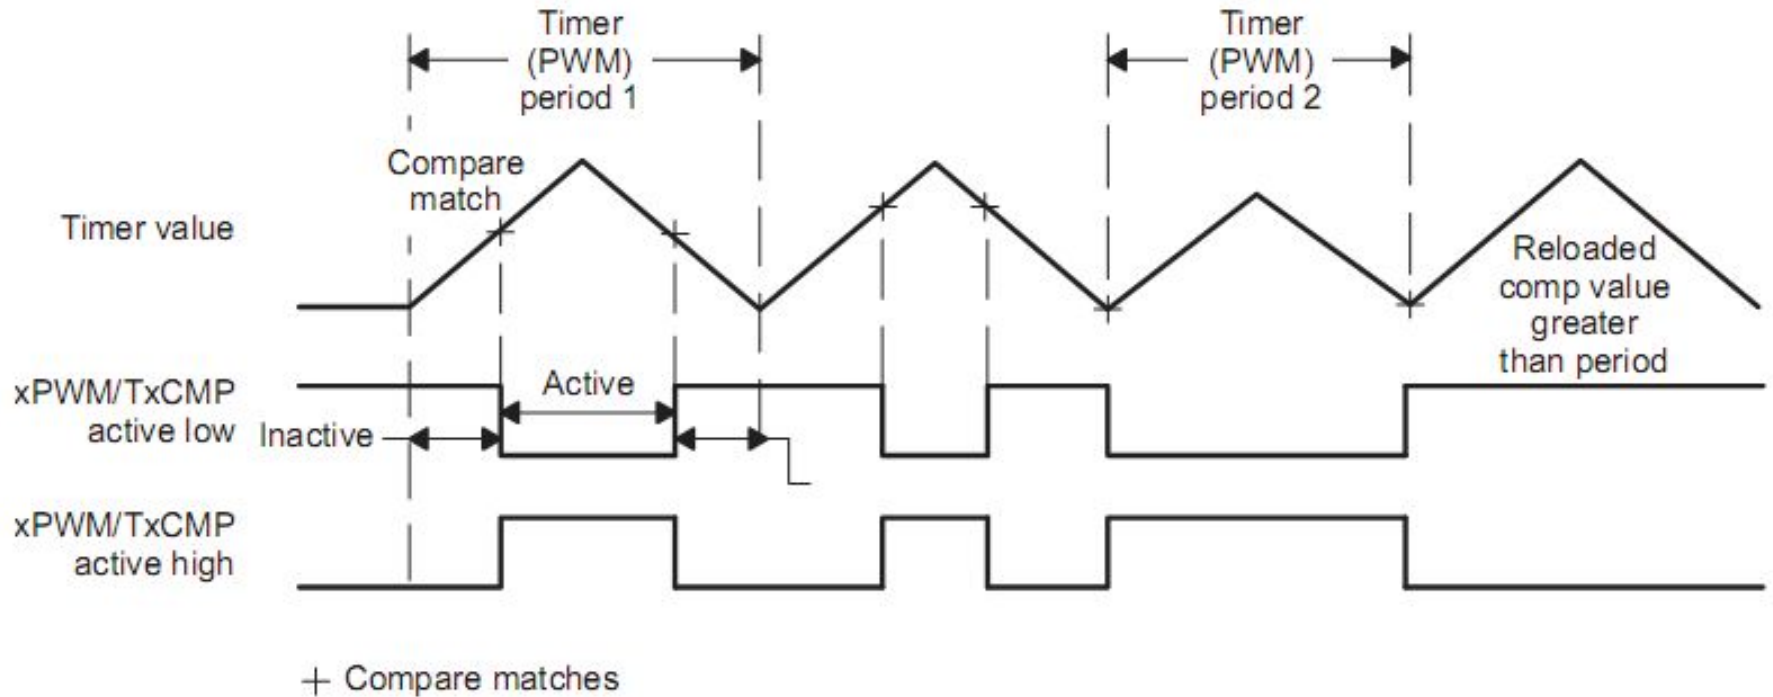 Timer
(PWM)
period 1
Timer
(PWM)
period 2
Compare
match
Timer value
Reloaded
comp value
greater
than period
xPWM/TxCMP
active low
Inactive
Active
xPWM/TxCMP
active high
+ Compare matches